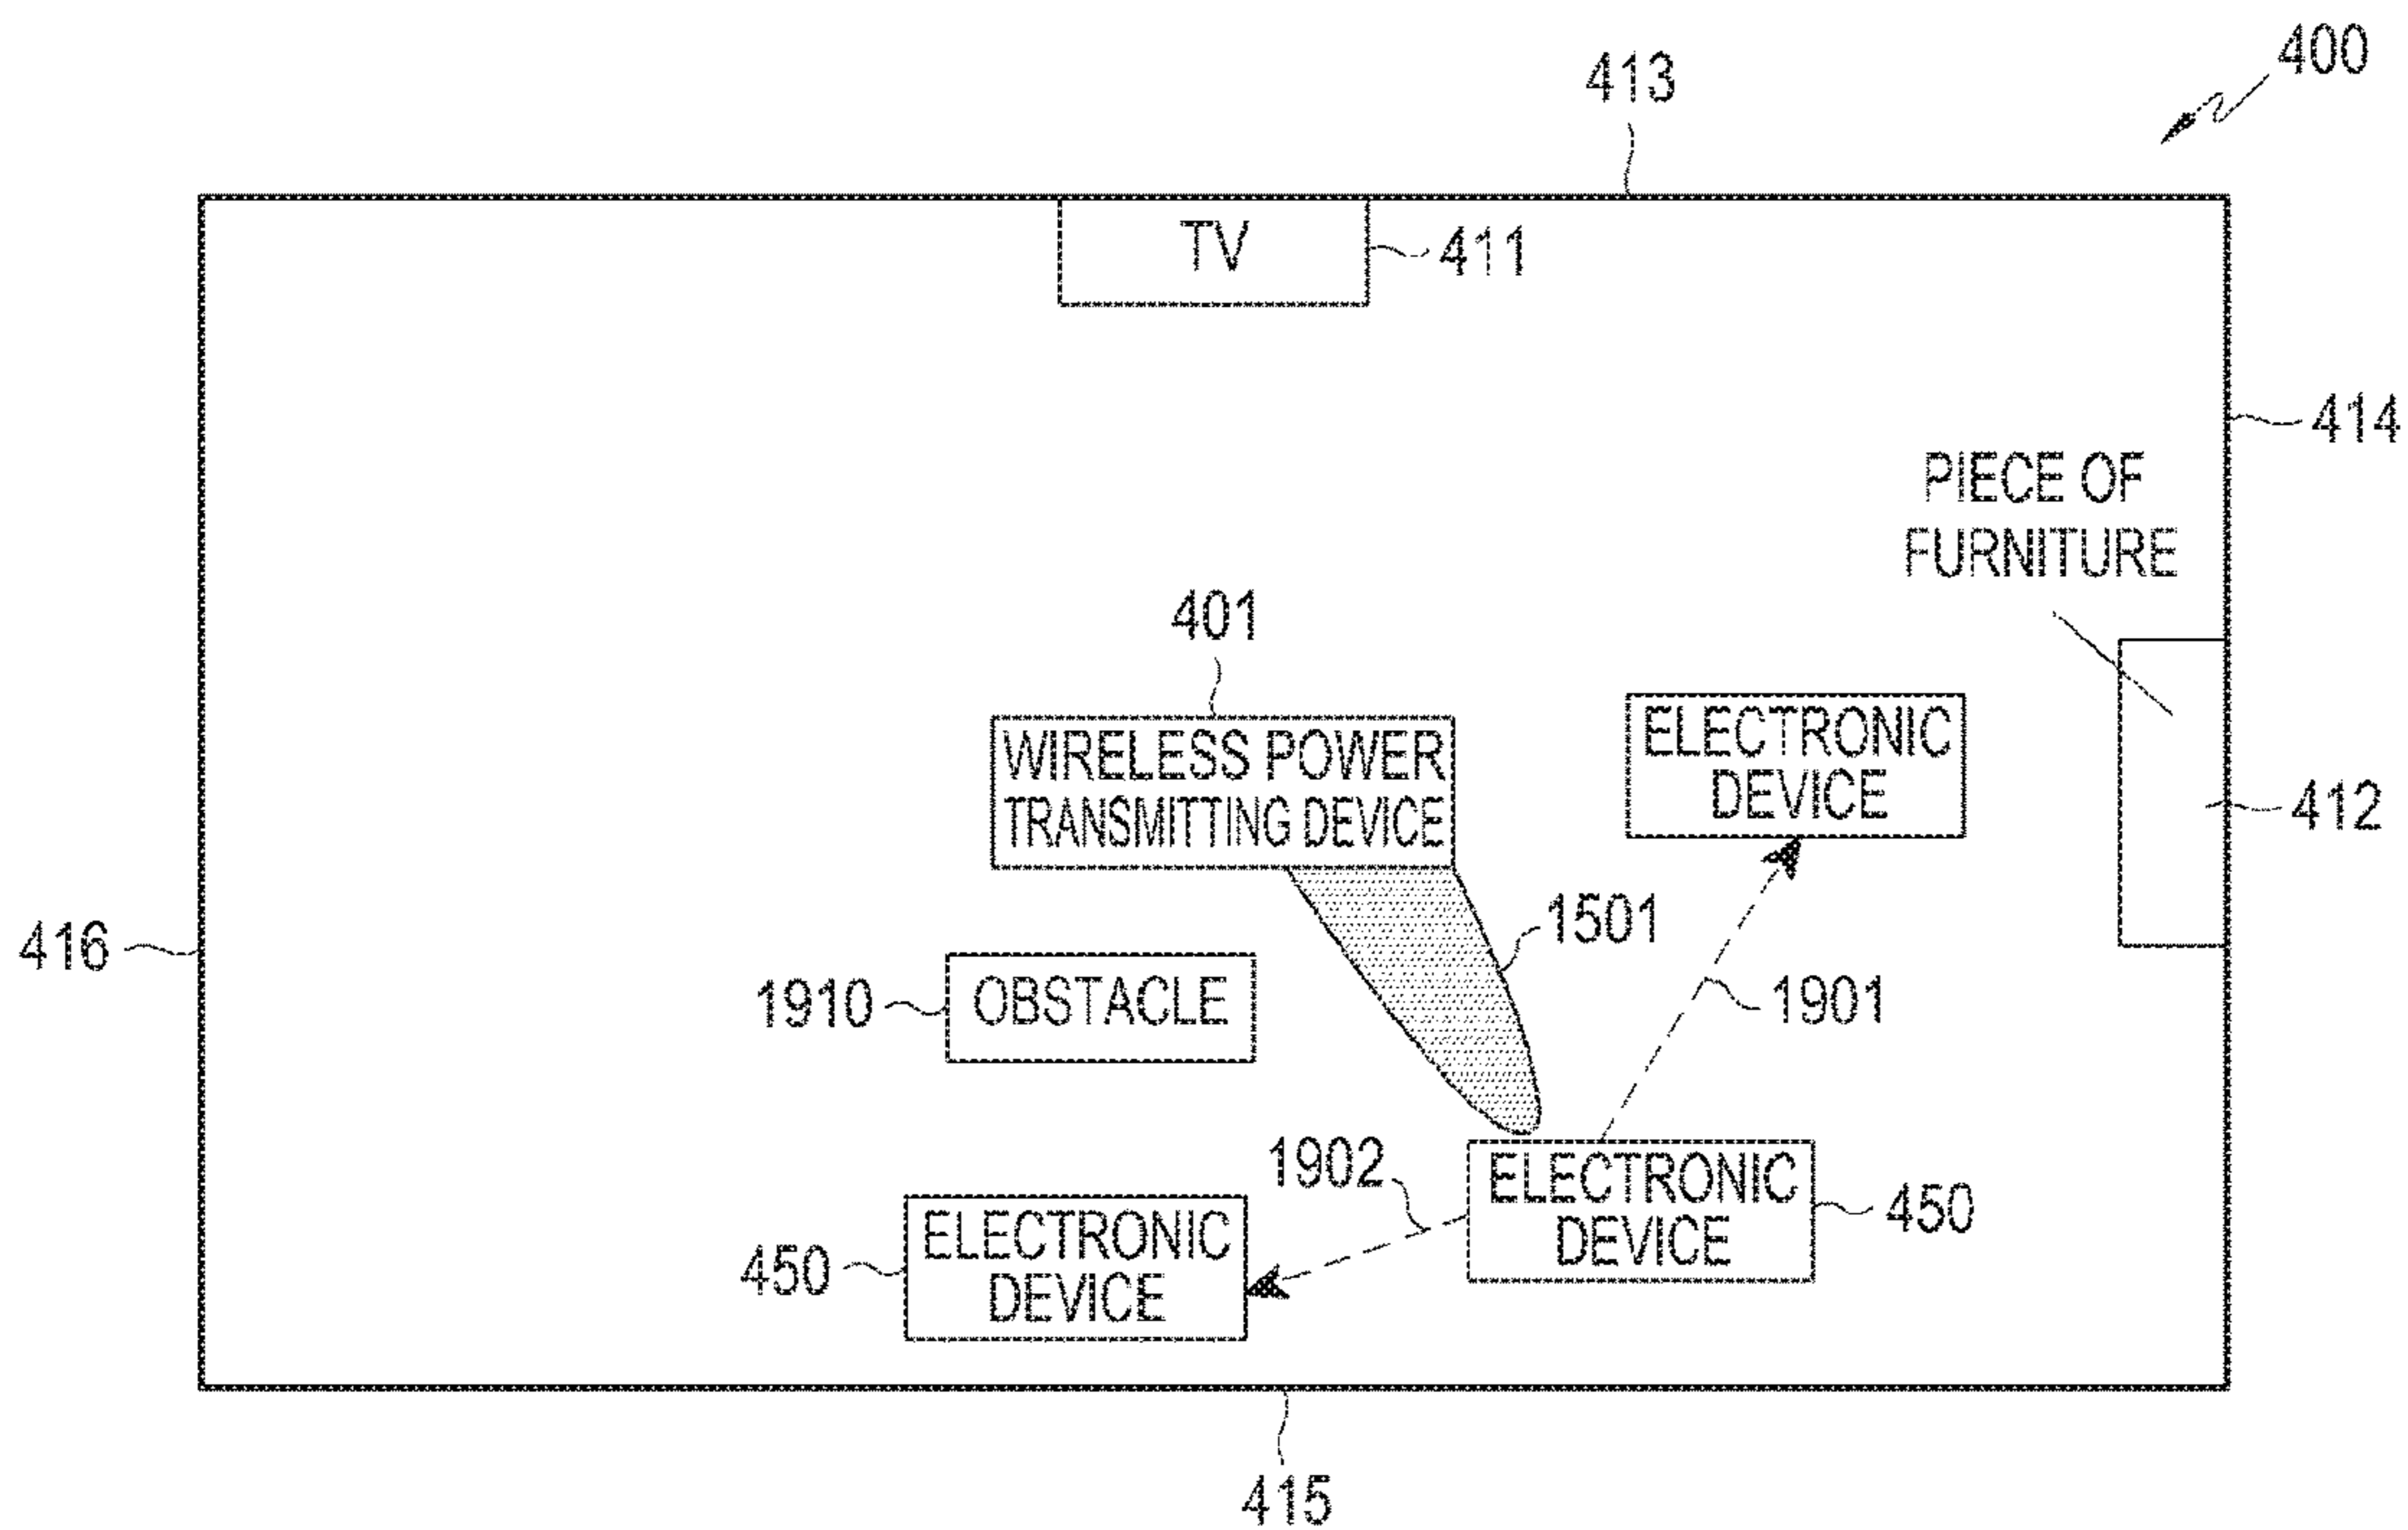 400
413
TV
411
414
PIECE OF
FURNITURE
401
WIRELESS POWER
TRANSMITTING DEVICE
ELECTRONIC
DEVICE
412
1501
416
1910
OBSTACLE
1901
1902
ELECTRONIC
DEVICE
450
450
ELECTRONIC
DEVICE
415